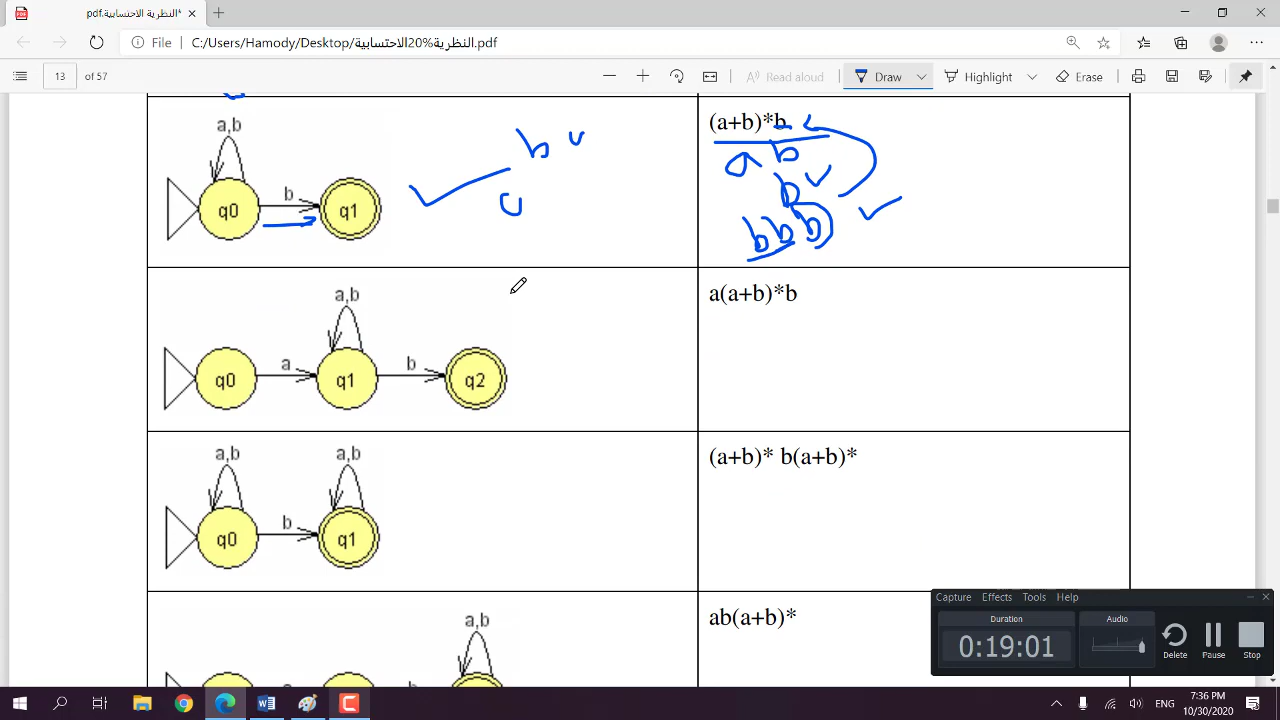 النظرية الاحتسابية.pdf*
File
C:/Users/Hamody/Desktop/النظرية%20الاحتسابية.pdf
13 of 57
Read aloud
Draw
Highlight
Erase
a,b
q0
b
q1
b
(a+b)*b
a b
b
b b b
a,b
q0
a
q1
b
q2
a(a+b)*b
a,b
a,b
q0
b
q1
(a+b)* b(a+b)*
a,b
a
b
ab(a+b)*
Capture Effects Tools Help
Duration
0:19:01
Audio
Delete
Pause
Stop
ENG
7:36 PM
10/30/2020